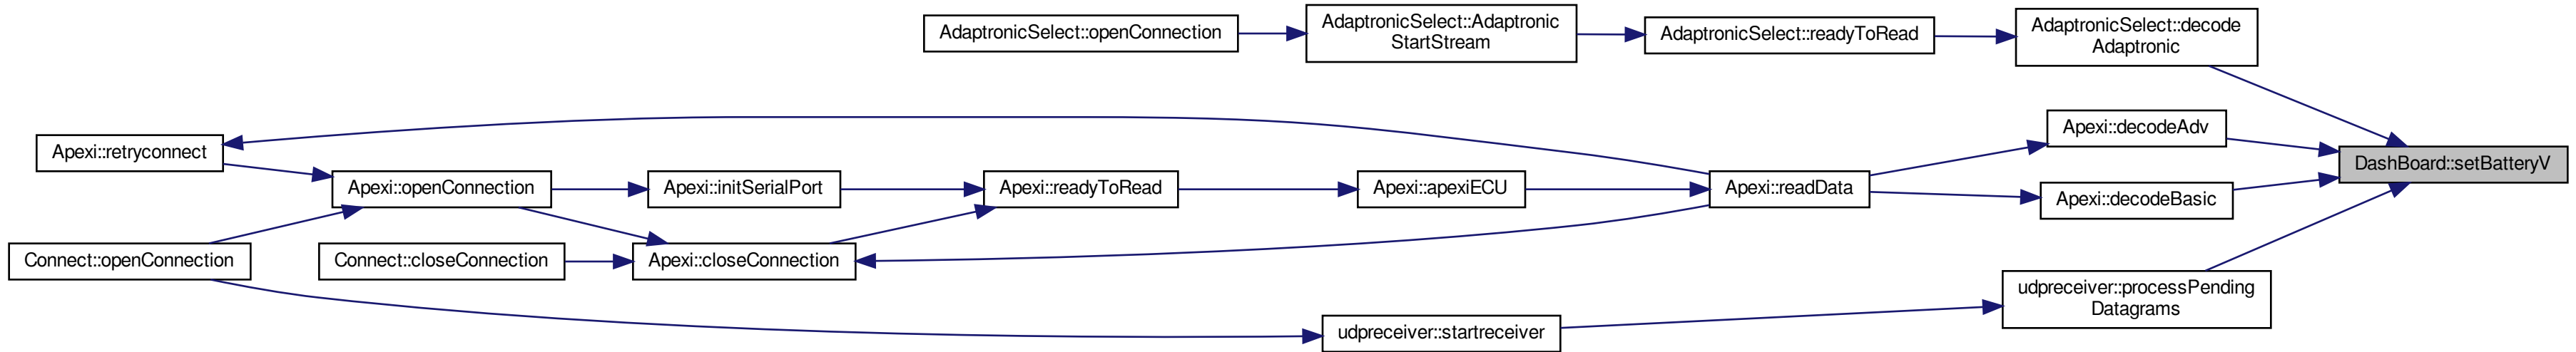 AdaptronicSelect::openConnection
AdaptronicSelect::Adaptronic
StartStream
AdaptronicSelect::readyToRead
AdaptronicSelect::decode
Adaptronic
Apexi::retryconnect
Apexi::openConnection
Apexi::initSerialPort
Apexi::readyToRead
Apexi::apexiECU
Apexi::readData
Apexi::decodeAdv
Apexi::decodeBasic
DashBoard::setBatteryV
Connect::openConnection
Connect::closeConnection
Apexi::closeConnection
udpreceiver::startreceiver
udpreceiver::processPending
Datagrams